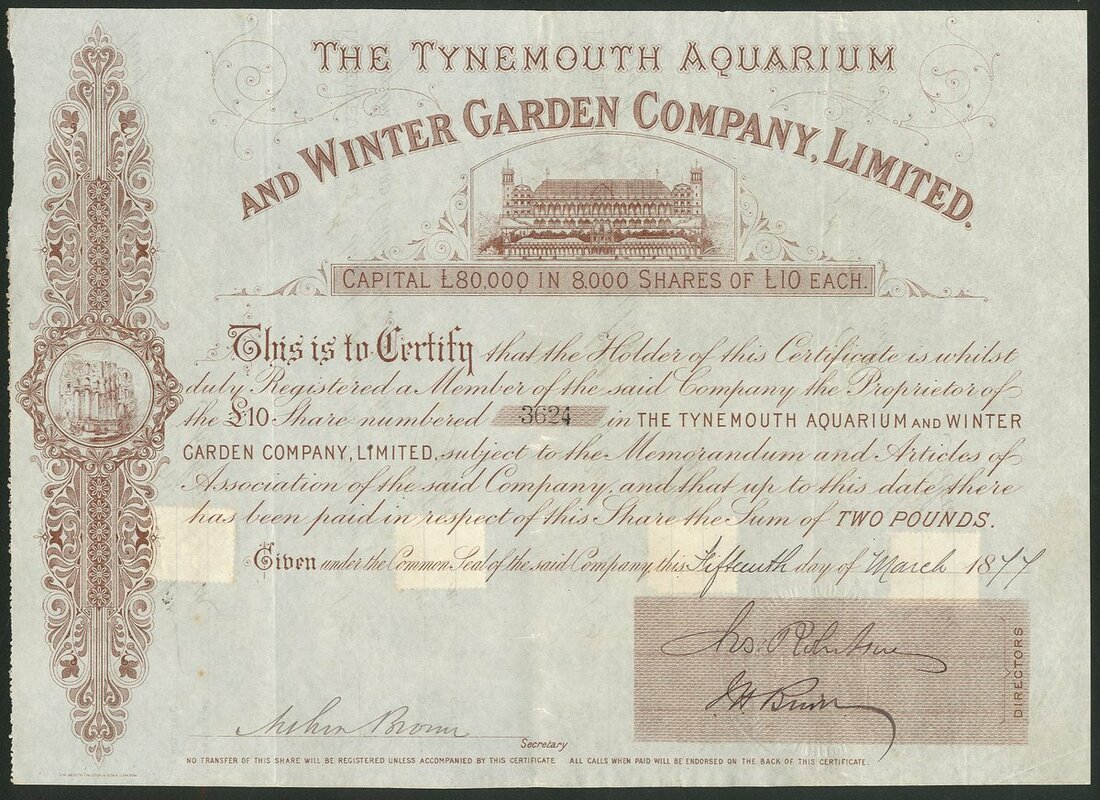 THE TYNEMOUTH AQUARIUM
AND WINTER GARDEN COMPANY, LIMITED.
CAPITAL £80,000 IN 8,000 SHARES OF £10 EACH.
This is to Certify that the Holder of this Certificate is whilst
duly Registered a Member of the said Company the Proprietor of
the £10 Share numbered 3624 in THE TYNEMOUTH AQUARIUM AND WINTER
GARDEN COMPANY, LIMITED, subject to the Memorandum and Articles of
Association of the said Company, and that up to this date there
has been paid in respect of this Share the Sum of TWO POUNDS.
Given under the Common Seal of the said Company, this Fifteenth day of March 1877
DIRECTORS
Brown
Secretary
NO TRANSFER OF THIS SHARE WILL BE REGISTERED UNLESS ACCOMPANIED BY THIS CERTIFICATE ALL CALLS WHEN PAID WILL BE ENDORSED ON THE BACK OF THIS CERTIFICATE.